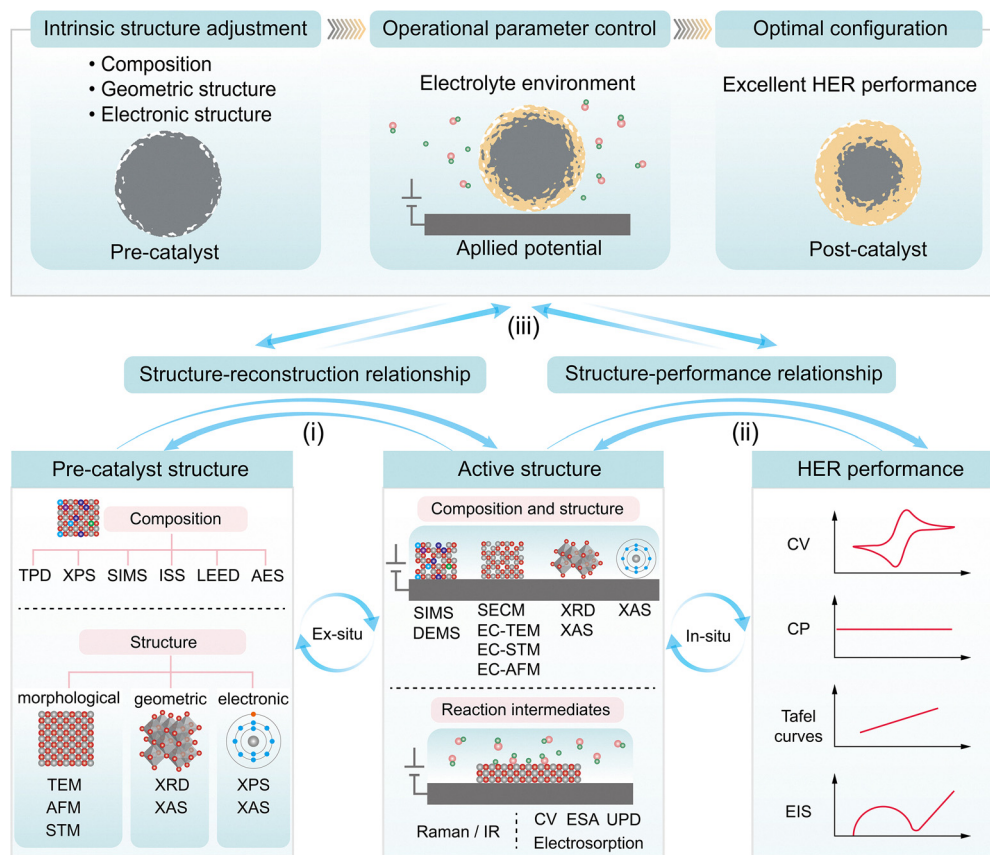 Intrinsic structure adjustment
Operational parameter control
Optimal configuration
• Composition
• Geometric structure
• Electronic structure
Pre-catalyst
Electrolyte environment
Apllied potential
Excellent HER performance
Post-catalyst
(iii)
Structure-reconstruction relationship
Structure-performance relationship
(i)
(ii)
Pre-catalyst structure
Composition
TPD XPS SIMS ISS LEED AES
Structure
morphological geometric electronic
TEM
AFM
STM
XRD
XAS
XPS
XAS
Ex-situ
Active structure
Composition and structure
SIMS
DEMS
SECM
EC-TEM
EC-STM
EC-AFM
XRD
XAS
XAS
Reaction intermediates
Raman / IR
CV ESA UPD
Electrosorption
In-situ
HER performance
CV
CP
Tafel
curves
EIS